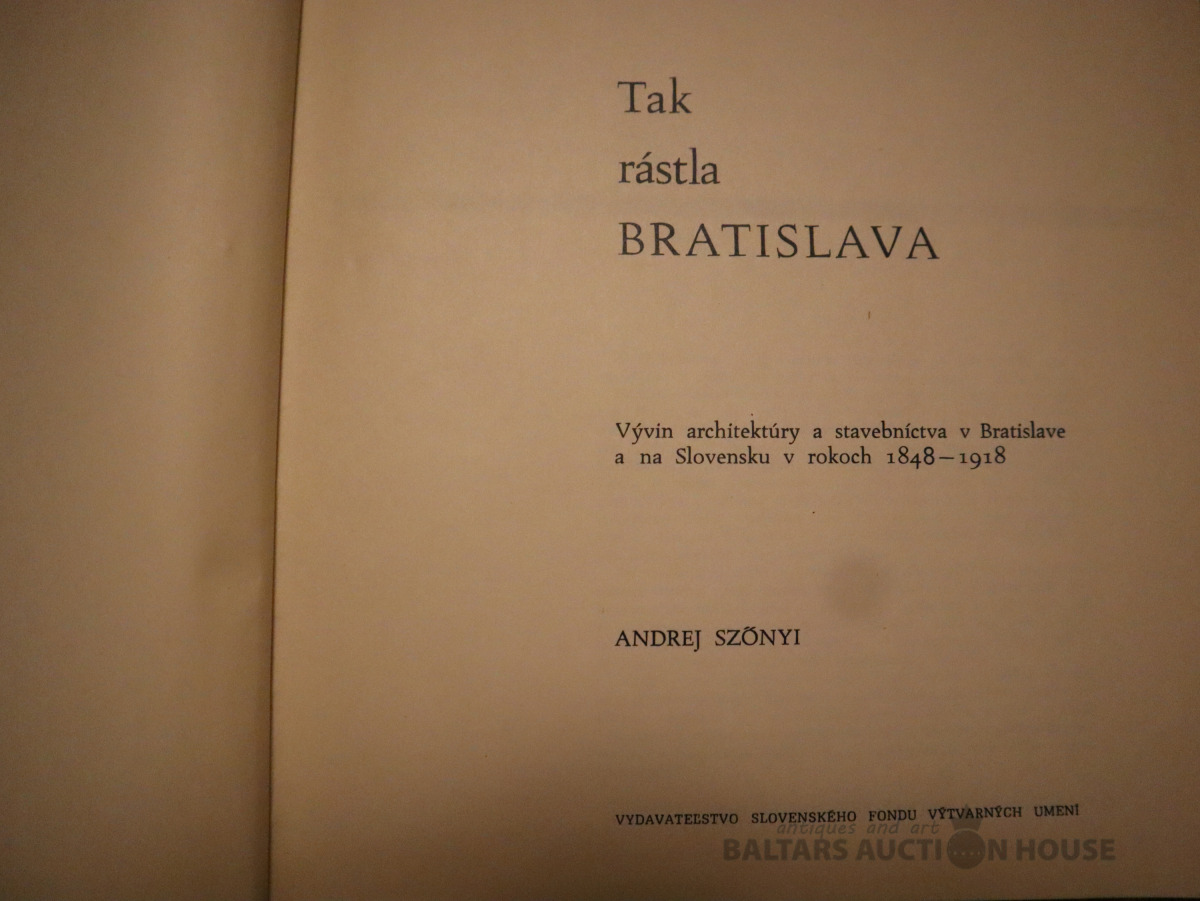 Tak
rástla
BRATISLAVA
Vývin architektúry a stavebníctva v Bratislave
a na Slovensku v rokoch 1848—1918
ANDREJ SZŐNYI
VYDAVATEĽSTVO SLOVENSKÉHO FONDU VÝTVARNÝCH UMENÍ
antiques and art
BALTARS AUCTION HOUSE